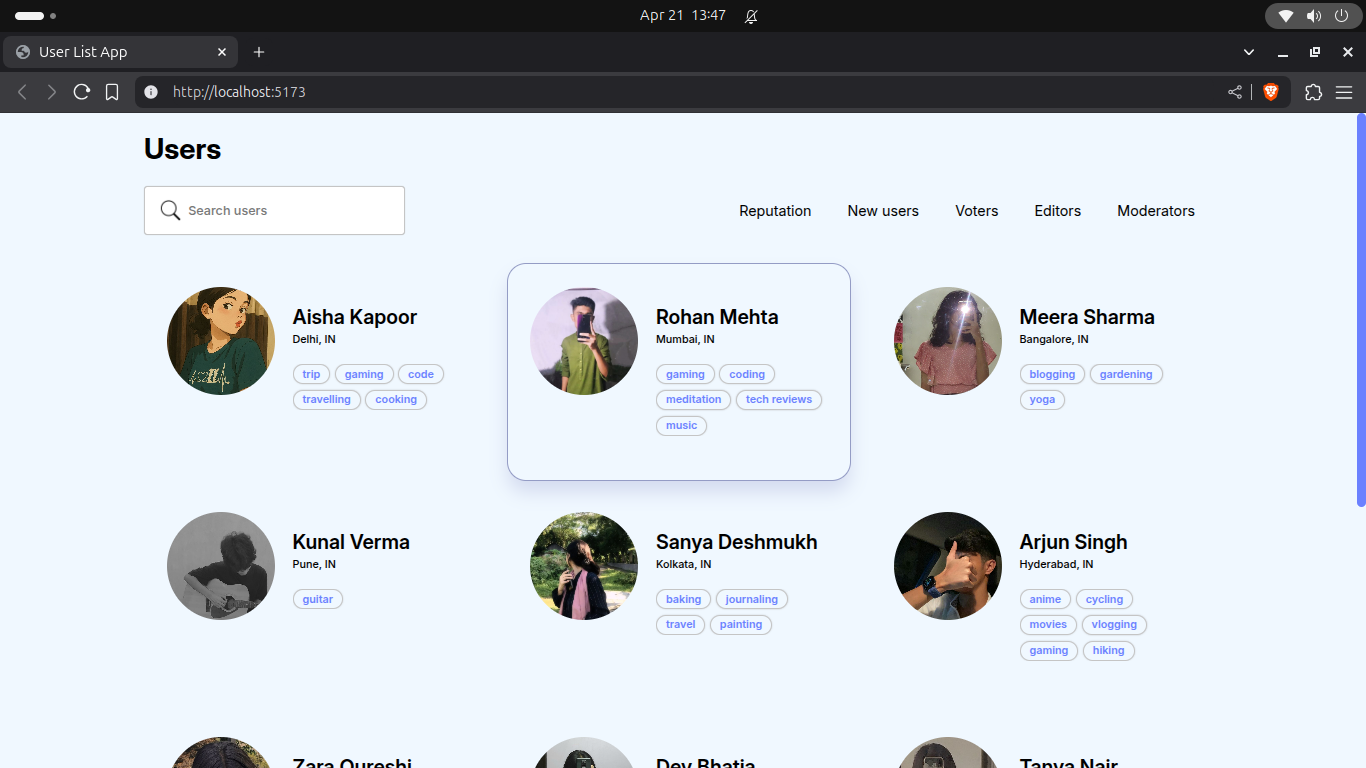 Apr 21 13:47
User List App
http://localhost:5173
Users
Search users
Reputation New users Voters Editors Moderators
Aisha Kapoor
Delhi, IN
trip gaming code
travelling cooking
Rohan Mehta
Mumbai, IN
gaming coding
meditation tech reviews
music
Meera Sharma
Bangalore, IN
blogging gardening
yoga
Kunal Verma
Pune, IN
guitar
Sanya Deshmukh
Kolkata, IN
baking journaling
travel painting
Arjun Singh
Hyderabad, IN
anime cycling
movies vlogging
gaming hiking
Zara Qureshi
Dev Bhatia
Tanya Nair